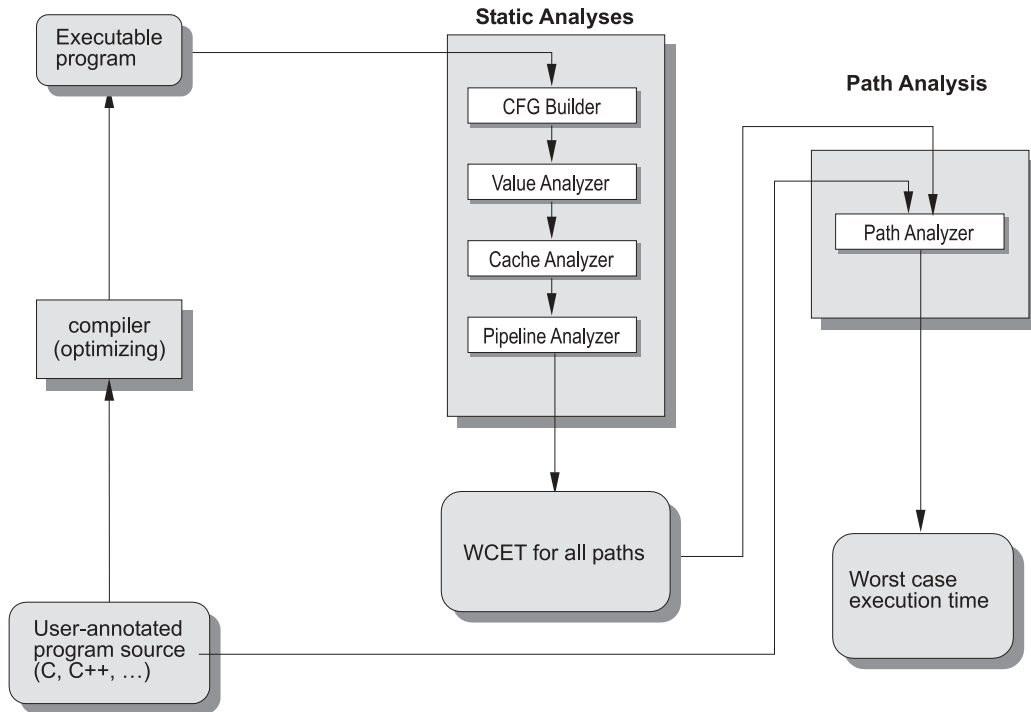 Static Analyses
Executable
program
Path Analysis
CFG Builder
Value Analyzer
Path Analyzer
Cache Analyzer
compiler
(optimizing)
Pipeline Analyzer
WCET for all paths
Worst case
execution time
User-annotated
program source
(C, C++, …)